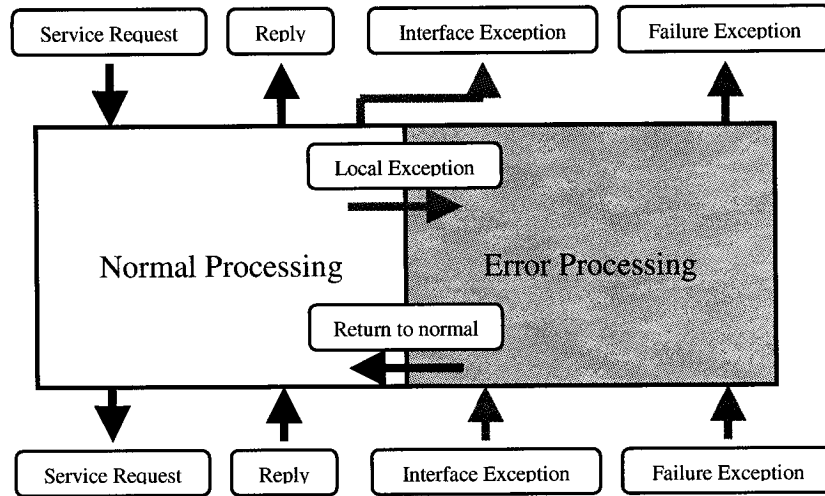 Service Request
Reply
Interface Exception
Failure Exception
Local Exception
Normal Processing
Error Processing
Return to normal
Service Request
Reply
Interface Exception
Failure Exception